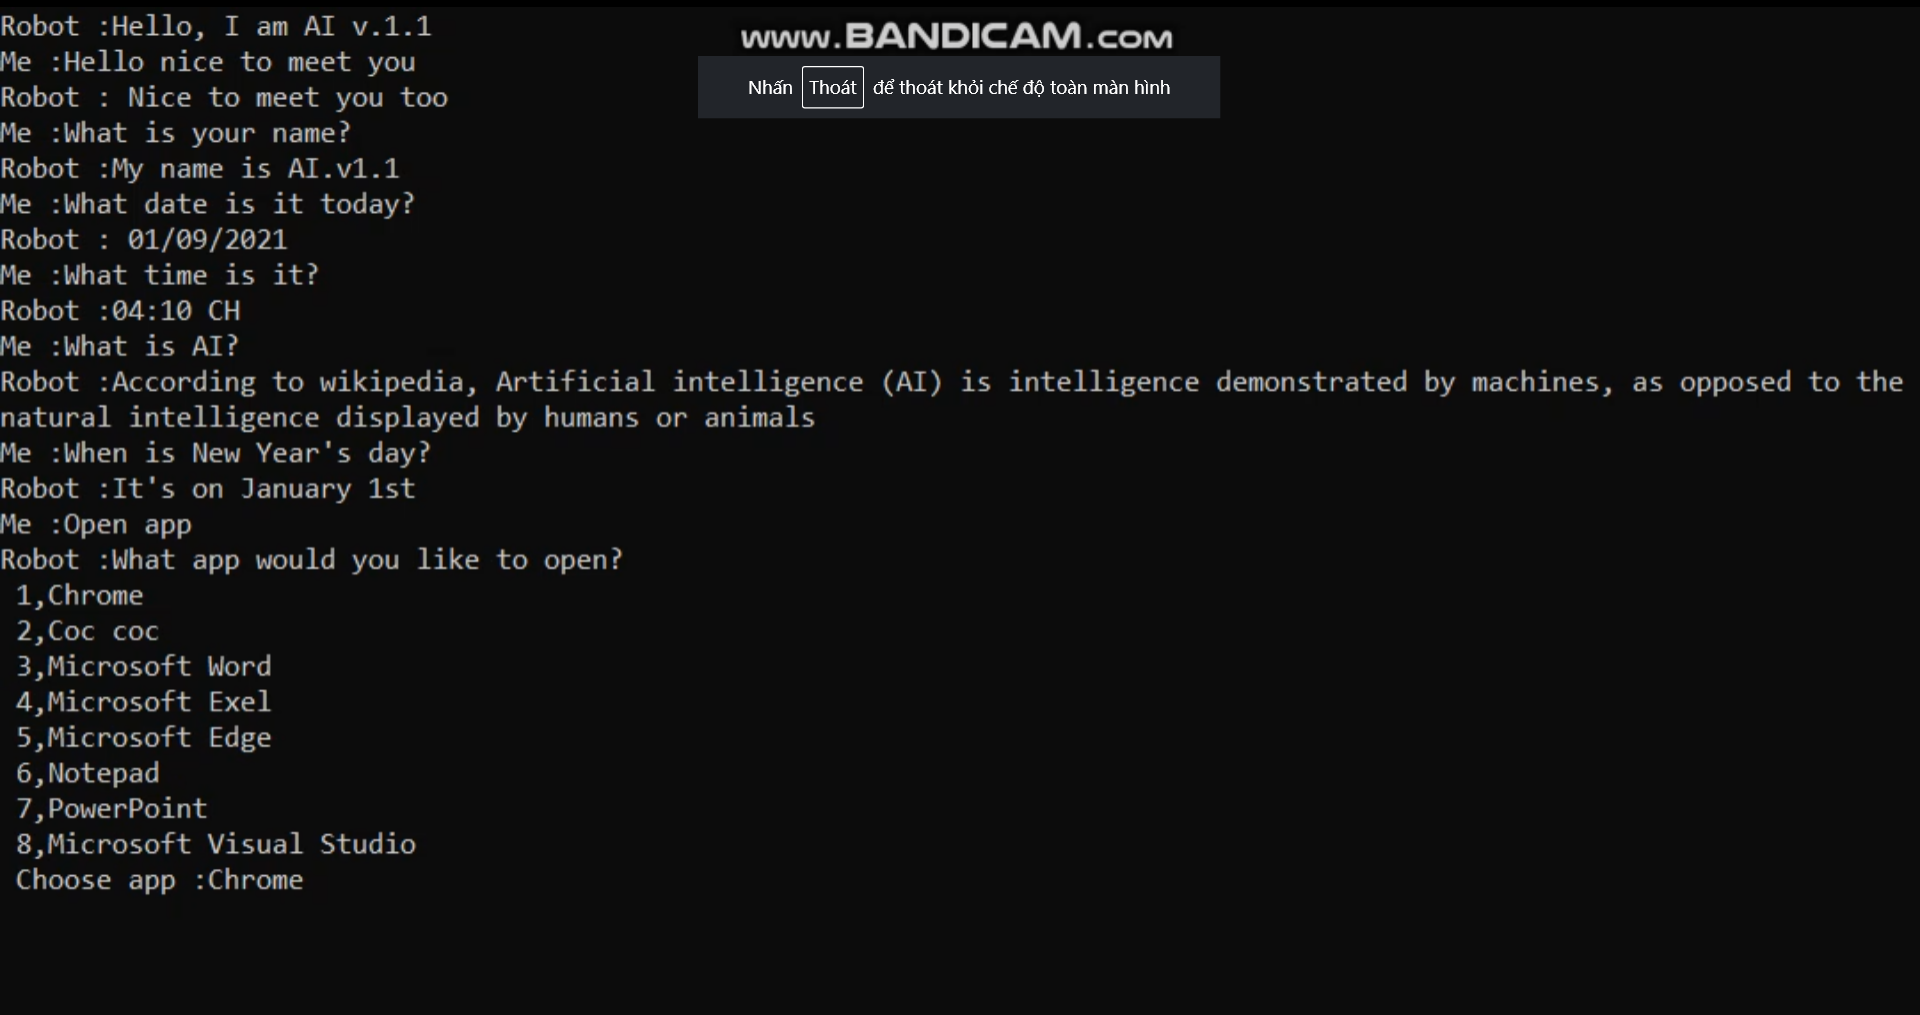 Robot :Hello, I am AI v.1.1
www.BANDICAM.com
Me :Hello nice to meet you
Nhấn Thoát để thoát khỏi chế độ toàn màn hình
Robot : Nice to meet you too
Me :What is your name?
Robot :My name is AI.v1.1
Me :What date is it today?
Robot : 01/09/2021
Me :What time is it?
Robot :04:10 CH
Me :What is AI?
Robot :According to wikipedia, Artificial intelligence (AI) is intelligence demonstrated by machines, as opposed to the
natural intelligence displayed by humans or animals
Me :When is New Year's day?
Robot :It's on January 1st
Me :Open app
Robot :What app would you like to open?
1,Chrome
2,Coc coc
3,Microsoft Word
4,Microsoft Exel
5,Microsoft Edge
6,Notepad
7,PowerPoint
8,Microsoft Visual Studio
Choose app :Chrome